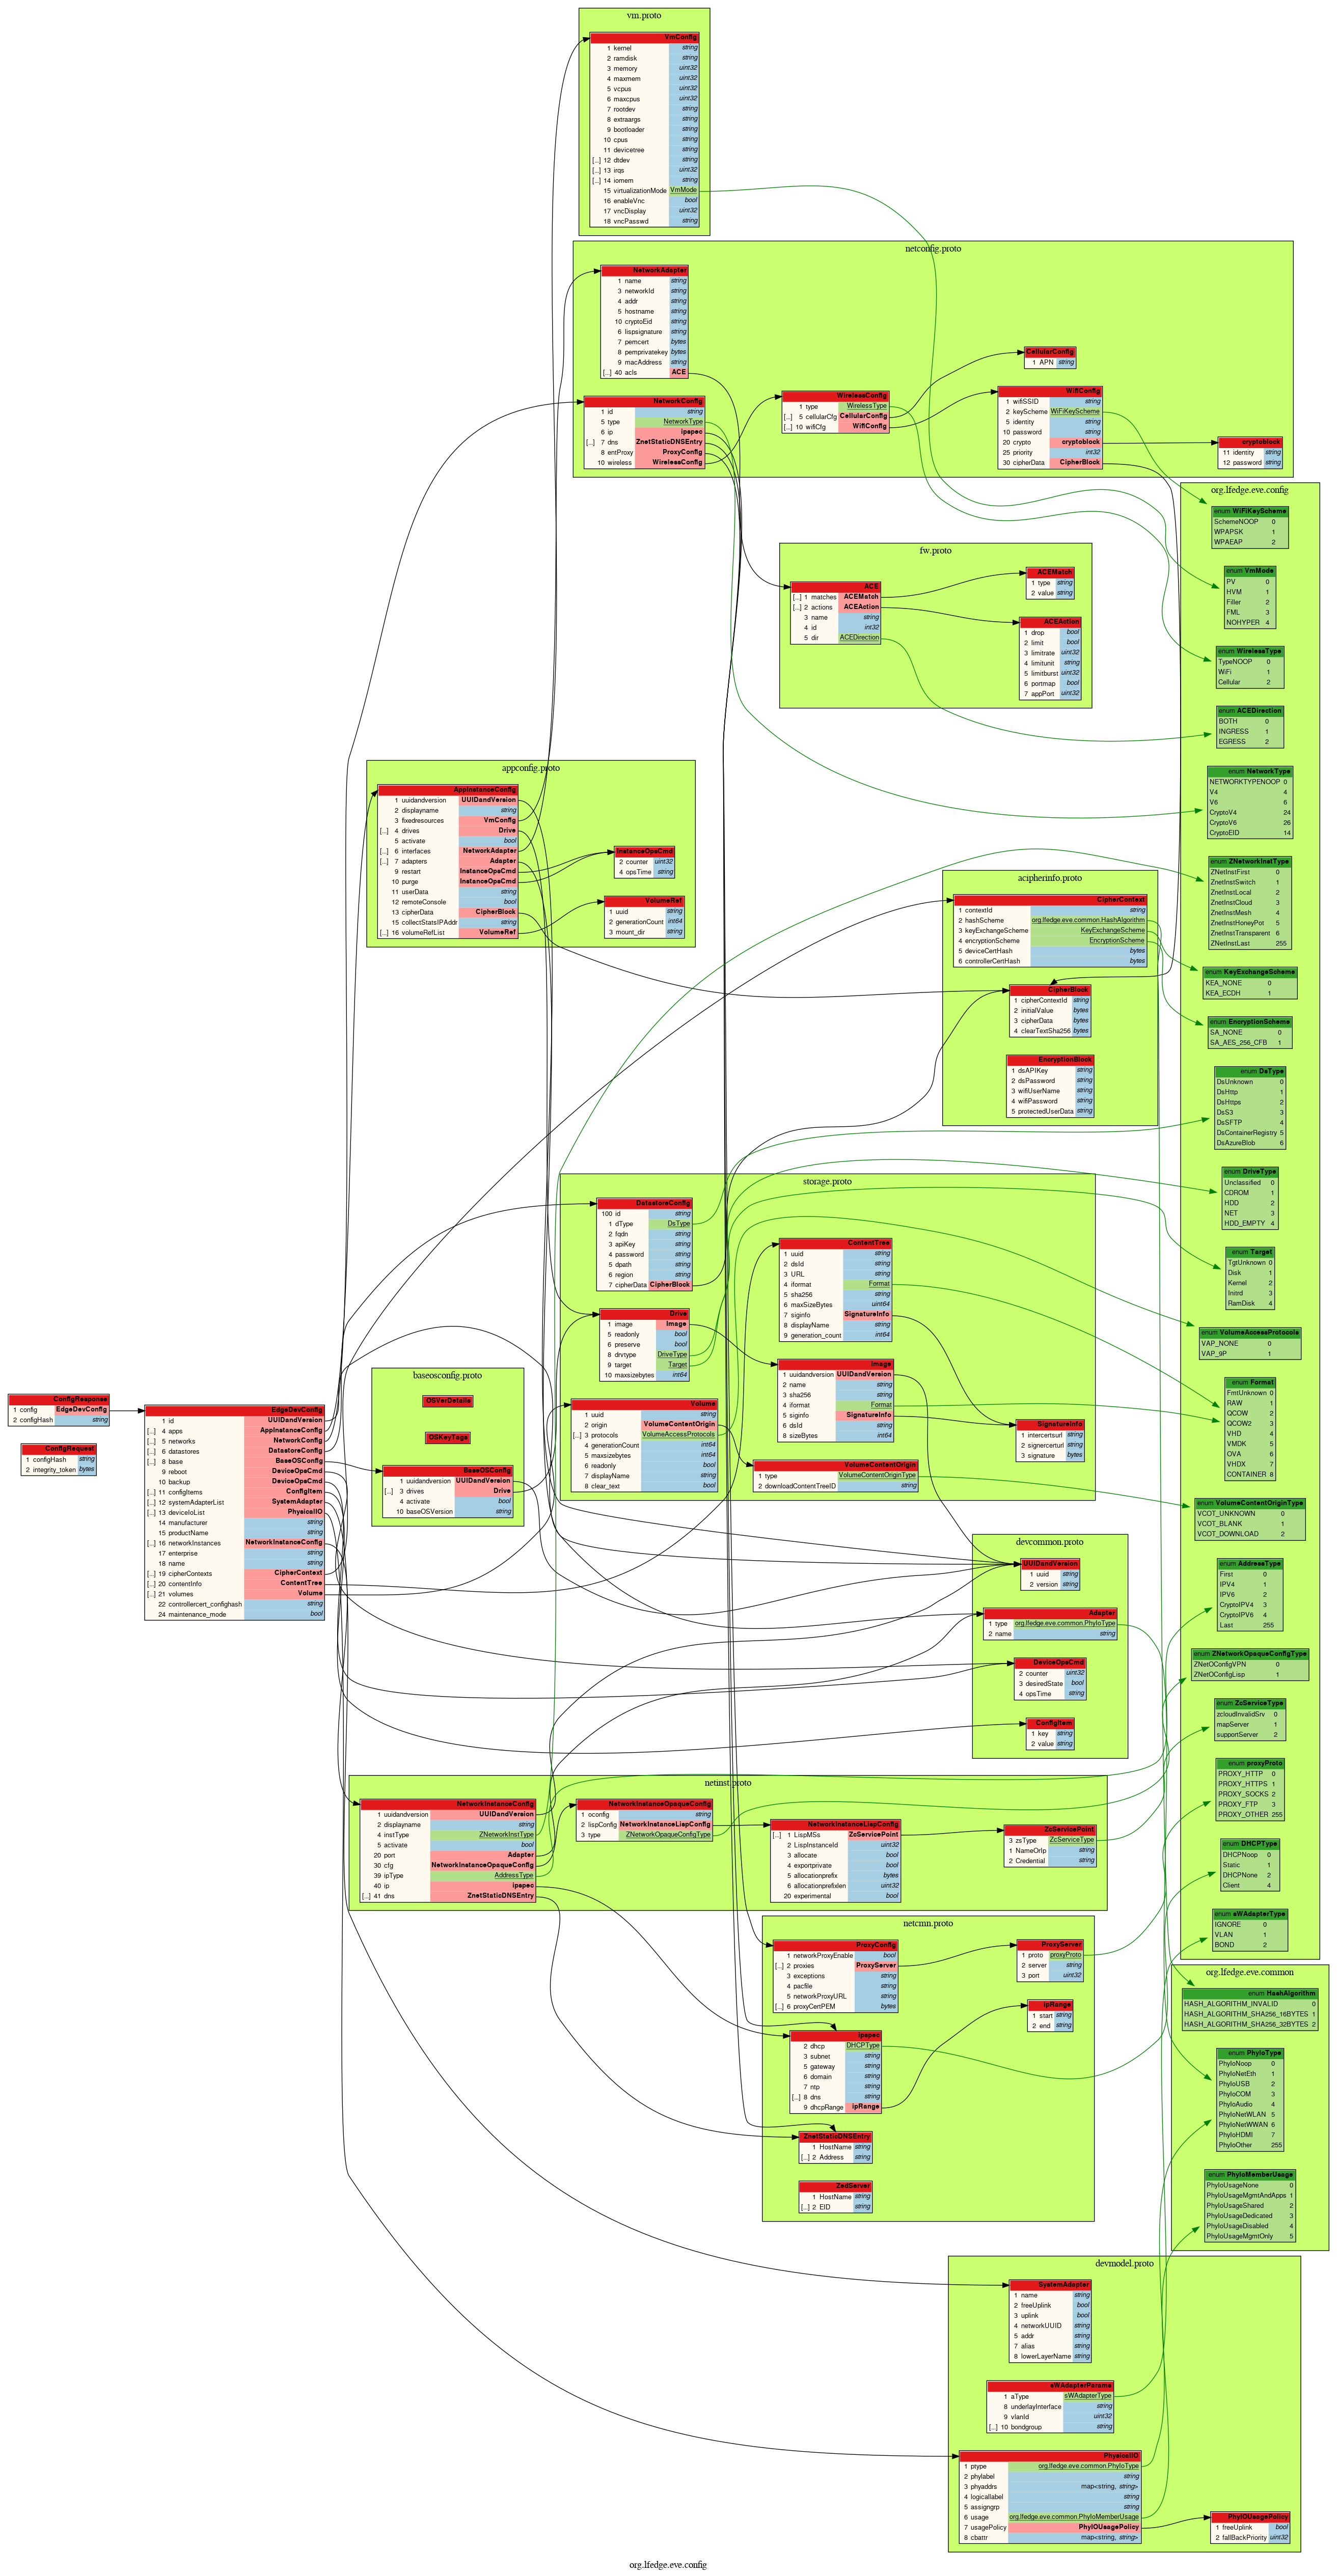 vm.proto
VmConfig
1 kernel string
2 ramdisk string
3 memory uint32
4 maxmem uint32
5 vcpus uint32
6 maxcpus uint32
7 rootdev string
8 extraargs string
9 bootloader string
10 cpus string
11 devicetree string
[...] 12 dtdev string
[...] 13 irqs uint32
[...] 14 iomem string
15 virtualizationMode VmMode
16 enableVnc bool
17 vncDisplay uint32
18 vncPasswd string
netconfig.proto
NetworkAdapter
1 name string
3 networkId string
4 addr string
5 hostname string
10 cryptoEid string
6 lispsignature string
7 pemcert bytes
8 pemprivatekey bytes
9 macAddress string
[...] 40 acls ACE
NetworkConfig
1 id string
5 type NetworkType
6 ip ipspec
[...] 7 dns ZnetStaticDNSEntry
8 entProxy ProxyConfig
10 wireless WirelessConfig
WirelessConfig
1 type WirelessType
[...] 5 cellularCfg CellularConfig
[...] 10 wifiCfg WifiConfig
CellularConfig
1 APN string
WifiConfig
1 wifiSSID string
2 keyScheme WiFiKeyScheme
5 identity string
10 password string
20 crypto cryptoblock
25 priority int32
30 cipherData CipherBlock
cryptoblock
11 identity string
12 password string
fw.proto
ACE
[...] 1 matches ACEMatch
[...] 2 actions ACEAction
3 name string
4 id int32
5 dir ACEDirection
ACEMatch
1 type string
2 value string
ACEAction
1 drop bool
2 limit bool
3 limitrate uint32
4 limitunit string
5 limitburst uint32
6 portmap bool
7 appPort uint32
appconfig.proto
AppInstanceConfig
1 uuidandversion UUIDandVersion
2 displayname string
3 fixedresources VmConfig
[...] 4 drives Drive
5 activate bool
[...] 6 interfaces NetworkAdapter
[...] 7 adapters Adapter
9 restart InstanceOpsCmd
10 purge InstanceOpsCmd
11 userData string
12 remoteConsole bool
13 cipherData CipherBlock
15 collectStatsIPAddr string
[...] 16 volumeRefList VolumeRef
InstanceOpsCmd
2 counter uint32
4 opsTime string
VolumeRef
1 uuid string
2 generationCount int64
3 mount_dir string
acipherinfo.proto
CipherContext
1 contextId string
2 hashScheme org.lfedge.eve.common.HashAlgorithm
3 keyExchangeScheme KeyExchangeScheme
4 encryptionScheme EncryptionScheme
5 deviceCertHash bytes
6 controllerCertHash bytes
CipherBlock
1 cipherContextId string
2 initialValue bytes
3 cipherData bytes
4 clearTextSha256 bytes
EncryptionBlock
1 dsAPIKey string
2 dsPassword string
3 wifiUserName string
4 wifiPassword string
5 protectedUserData string
storage.proto
DatastoreConfig
100 id string
1 dType DsType
2 fqdn string
3 apiKey string
4 password string
5 dpath string
6 region string
7 cipherData CipherBlock
Drive
1 image Image
5 readonly bool
6 preserve bool
8 drvtype DriveType
9 target Target
10 maxsizebytes int64
Volume
1 uuid string
2 origin VolumeContentOrigin
[...] 3 protocols VolumeAccessProtocols
4 generationCount int64
5 maxsizebytes int64
6 readonly bool
7 displayName string
8 clear_text bool
ContentTree
1 uuid string
2 dsId string
3 URL string
4 iformat Format
5 sha256 string
6 maxSizeBytes uint64
7 siginfo SignatureInfo
8 displayName string
9 generation_count int64
Image
1 uuidandversion UUIDandVersion
2 name string
3 sha256 string
4 iformat Format
5 siginfo SignatureInfo
6 dsId string
8 sizeBytes int64
VolumeContentOrigin
1 type VolumeContentOriginType
2 downloadContentTreeID string
SignatureInfo
1 intercertsurl string
2 signercerturl string
3 signature bytes
ConfigResponse
1 config EdgeDevConfig
2 configHash string
ConfigRequest
1 configHash string
2 integrity_token bytes
EdgeDevConfig
1 id UUIDandVersion
[...] 4 apps AppInstanceConfig
[...] 5 networks NetworkConfig
[...] 6 datastores DatastoreConfig
[...] 8 base BaseOSConfig
9 reboot DeviceOpsCmd
10 backup DeviceOpsCmd
[...] 11 configItems ConfigItem
[...] 12 systemAdapterList SystemAdapter
[...] 13 deviceIoList PhysicalIO
14 manufacturer string
15 productName string
[...] 16 networkInstances NetworkInstanceConfig
17 enterprise string
18 name string
[...] 19 cipherContexts CipherContext
[...] 20 contentInfo ContentTree
[...] 21 volumes Volume
22 controllercert_confighash string
24 maintenance_mode bool
baseosconfig.proto
OSVerDetails
OSKeyTags
BaseOSConfig
1 uuidandversion UUIDandVersion
[...] 3 drives Drive
4 activate bool
10 baseOSVersion string
devcommon.proto
UUIDandVersion
1 uuid string
2 version string
Adapter
1 type org.lfedge.eve.common.PhyIoType
2 name string
DeviceOpsCmd
2 counter uint32
3 desiredState bool
4 opsTime string
ConfigItem
1 key string
2 value string
netinst.proto
NetworkInstanceConfig
1 uuidandversion UUIDandVersion
2 displayname string
4 instType ZNetworkInstType
5 activate bool
20 port Adapter
30 cfg NetworkInstanceOpaqueConfig
39 ipType AddressType
40 ip ipspec
[...] 41 dns ZnetStaticDNSEntry
NetworkInstanceOpaqueConfig
1 oconfig string
2 lispConfig NetworkInstanceLispConfig
3 type ZNetworkOpaqueConfigType
NetworkInstanceLispConfig
[...] 1 LispMSs ZcServicePoint
2 LispInstanceId uint32
3 allocate bool
4 exportprivate bool
5 allocationprefix bytes
6 allocationprefixlen uint32
20 experimental bool
ZcServicePoint
3 zsType ZcServiceType
1 NameOrIp string
2 Credential string
netcmn.proto
ProxyConfig
1 networkProxyEnable bool
[...] 2 proxies ProxyServer
3 exceptions string
4 pacfile string
5 networkProxyURL string
[...] 6 proxyCertPEM bytes
ProxyServer
1 proto proxyProto
2 server string
3 port uint32
ipRange
1 start string
2 end string
ipspec
2 dhcp DHCPType
3 subnet string
5 gateway string
6 domain string
7 ntp string
[...] 8 dns string
9 dhcpRange ipRange
ZnetStaticDNSEntry
1 HostName string
[...] 2 Address string
ZedServer
1 HostName string
[...] 2 EID string
devmodel.proto
SystemAdapter
1 name string
2 freeUplink bool
3 uplink bool
4 networkUUID string
5 addr string
7 alias string
8 lowerLayerName string
sWAdapterParams
1 aType sWAdapterType
8 underlayInterface string
9 vlanId uint32
[...] 10 bondgroup string
PhysicalIO
1 ptype org.lfedge.eve.common.PhyIoType
2 phylabel string
3 phyaddrs map<string, string>
4 logicallabel string
5 assigngrp string
6 usage org.lfedge.eve.common.PhyIoMemberUsage
7 usagePolicy PhyIOUsagePolicy
8 cbattr map<string, string>
PhyIOUsagePolicy
1 freeUplink bool
2 fallBackPriority uint32
org.lfedge.eve.config
enum WiFiKeyScheme
SchemeNOOP 0
WPAPSK 1
WPAEAP 2
enum VmMode
PV 0
HVM 1
Filler 2
FML 3
NOHYPER 4
enum WirelessType
TypeNOOP 0
WiFi 1
Cellular 2
enum ACEDirection
BOTH 0
INGRESS 1
EGRESS 2
enum NetworkType
NETWORKTYPENOOP 0
V4 4
V6 6
CryptoV4 24
CryptoV6 26
CryptoEID 14
enum ZNetworkInstType
ZNetInstFirst 0
ZnetInstSwitch 1
ZnetInstLocal 2
ZnetInstCloud 3
ZnetInstMesh 4
ZnetInstHoneyPot 5
ZnetInstTransparent 6
ZNetInstLast 255
enum KeyExchangeScheme
KEA_NONE 0
KEA_ECDH 1
enum EncryptionScheme
SA_NONE 0
SA_AES_256_CFB 1
enum DsType
DsUnknown 0
DsHttp 1
DsHttps 2
DsS3 3
DsSFTP 4
DsContainerRegistry 5
DsAzureBlob 6
enum DriveType
Unclassified 0
CDROM 1
HDD 2
NET 3
HDD_EMPTY 4
enum Target
TgtUnknown 0
Disk 1
Kernel 2
Initrd 3
RamDisk 4
enum VolumeAccessProtocols
VAP_NONE 0
VAP_9P 1
enum Format
FmtUnknown 0
RAW 1
QCOW 2
QCOW2 3
VHD 4
VMDK 5
OVA 6
VHDX 7
CONTAINER 8
enum VolumeContentOriginType
VCOT_UNKNOWN 0
VCOT_BLANK 1
VCOT_DOWNLOAD 2
enum AddressType
First 0
IPV4 1
IPV6 2
CryptoIPV4 3
CryptoIPV6 4
Last 255
enum ZNetworkOpaqueConfigType
ZNetOConfigVPN 0
ZNetOConfigLisp 1
enum ZcServiceType
zcloudInvalidSrv 0
mapServer 1
supportServer 2
enum proxyProto
PROXY_HTTP 0
PROXY_HTTPS 1
PROXY_SOCKS 2
PROXY_FTP 3
PROXY_OTHER 255
enum DHCPType
DHCPNoop 0
Static 1
DHCPNone 2
Client 4
enum sWAdapterType
IGNORE 0
VLAN 1
BOND 2
org.lfedge.eve.common
enum HashAlgorithm
HASH_ALGORITHM_INVALID 0
HASH_ALGORITHM_SHA256_16BYTES 1
HASH_ALGORITHM_SHA256_32BYTES 2
enum PhyIoType
PhyIoNoop 0
PhyIoNetEth 1
PhyIoUSB 2
PhyIoCOM 3
PhyIoAudio 4
PhyIoNetWLAN 5
PhyIoNetWWAN 6
PhyIoHDMI 7
PhyIoOther 255
enum PhyIoMemberUsage
PhyIoUsageNone 0
PhyIoUsageMgmtAndApps 1
PhyIoUsageShared 2
PhyIoUsageDedicated 3
PhyIoUsageDisabled 4
PhyIoUsageMgmtOnly 5
org.lfedge.eve.config